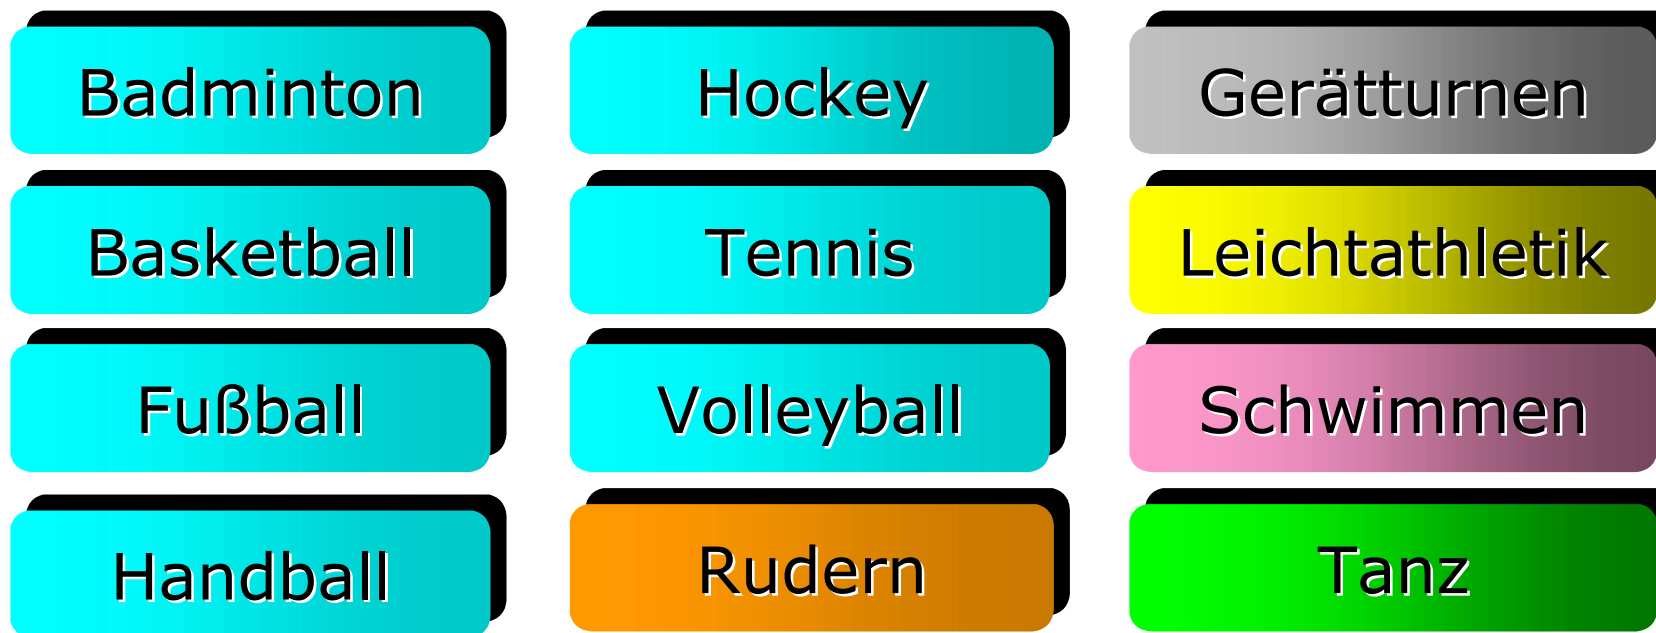 Badminton
Hockey
Gerätturnen
Basketball
Tennis
Leichtathletik
Fußball
Volleyball
Schwimmen
Handball
Rudern
Tanz